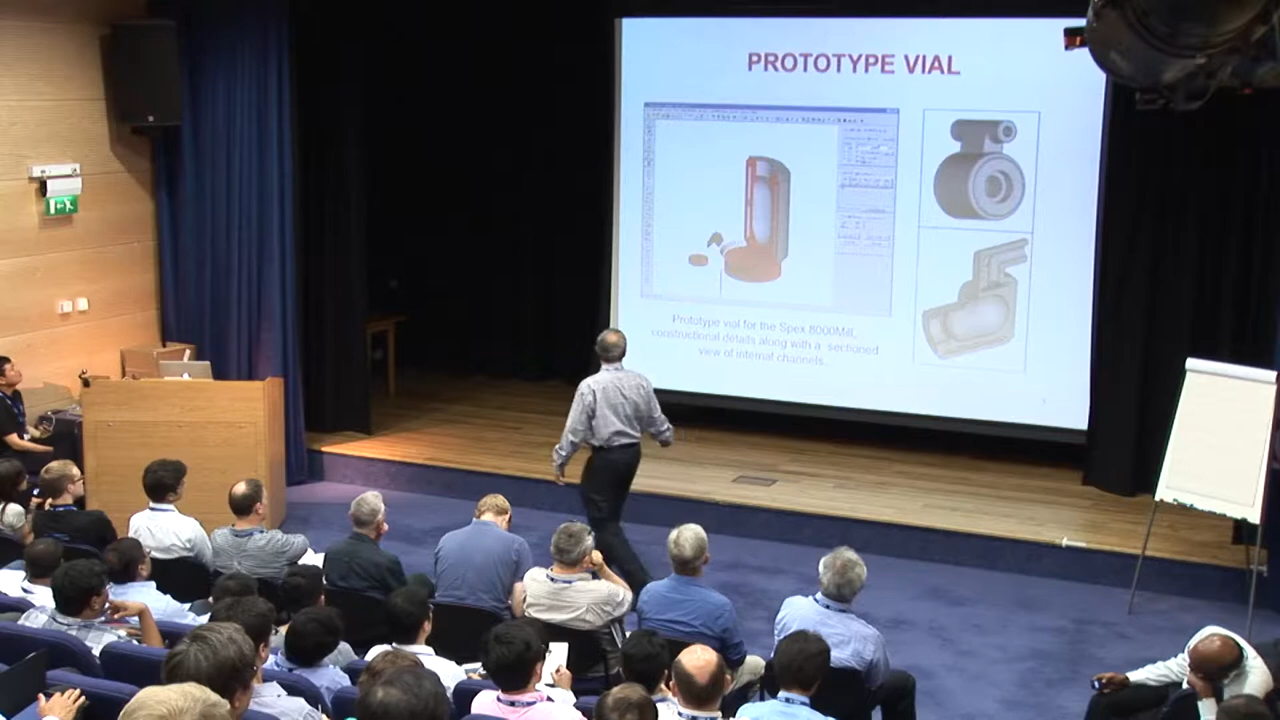 PROTOTYPE VIAL
Prototype vial for the Spex 8000Mill,
constructional details along with a sectioned
view of internal channels.